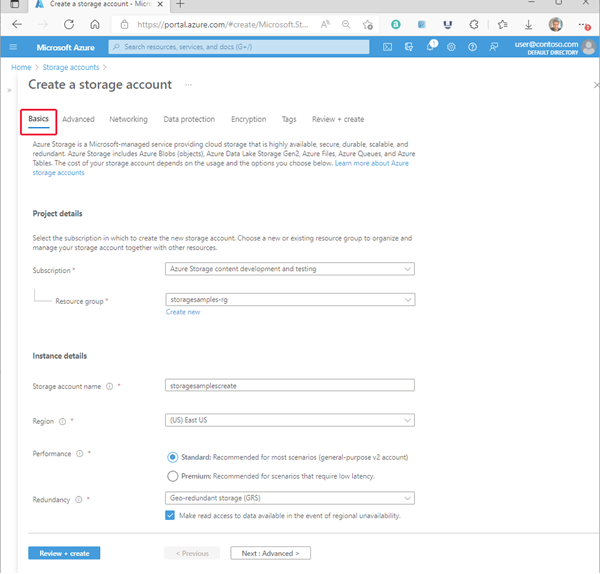 Create a storage account - Micros
https://portal.azure.com/#create/Microsoft.St...
Microsoft Azure
Search resources, services, and docs (G+/)
1
user@contoso.com
DEFAULT DIRECTORY
Home > Storage accounts >
Create a storage account ...
Basics Advanced Networking Data protection Encryption Tags Review + create
Azure Storage is a Microsoft-managed service providing cloud storage that is highly available, secure, durable, scalable, and
redundant. Azure Storage includes Azure Blobs (objects), Azure Data Lake Storage Gen2, Azure Files, Azure Queues, and Azure
Tables. The cost of your storage account depends on the usage and the options you choose below. Learn more about Azure
storage accounts
Project details
Select the subscription in which to create the new storage account. Choose a new or existing resource group to organize and
manage your storage account together with other resources.
Subscription * Azure Storage content development and testing
Resource group * storagesamples-rg
Create new
Instance details
Storage account name * storagesamplescreate
Region * (US) East US
Performance * Standard: Recommended for most scenarios (general-purpose v2 account)
Premium: Recommended for scenarios that require low latency.
Redundancy * Geo-redundant storage (GRS)
Make read access to data available in the event of regional unavailability.
Review + create < Previous Next : Advanced >